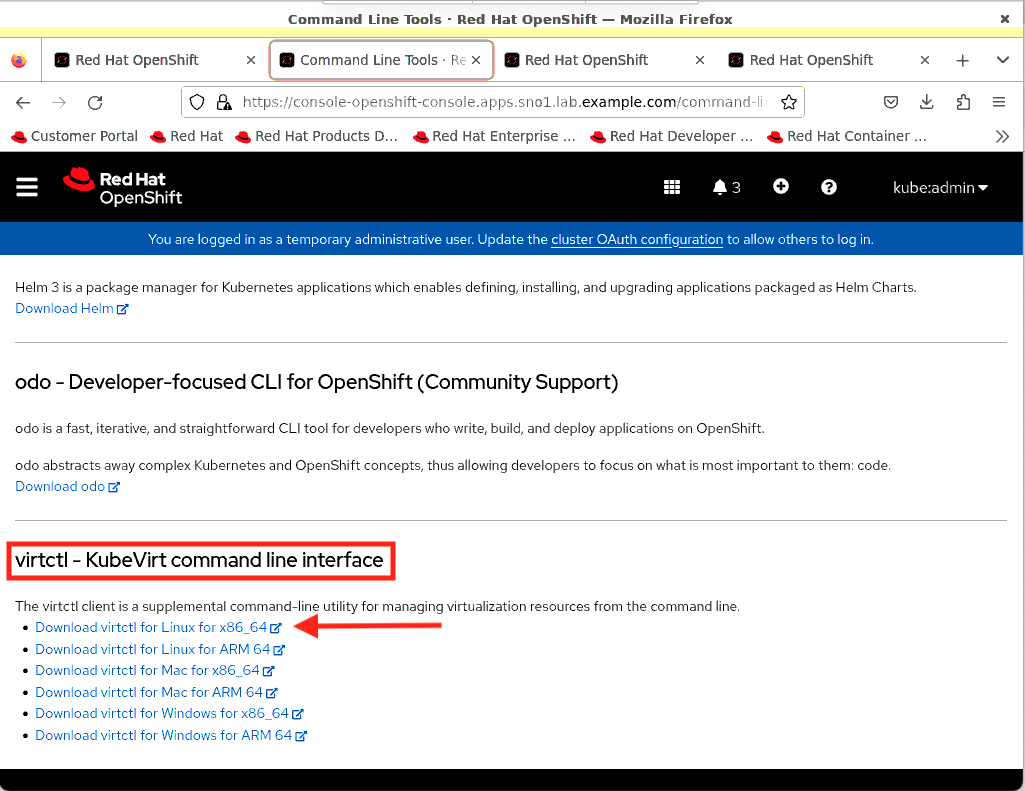 Command Line Tools · Red Hat OpenShift — Mozilla Firefox
Red Hat OpenShift
Command Line Tools · Re
Red Hat OpenShift
Red Hat OpenShift
https://console-openshift-console.apps.sno1.lab.example.com/command-li
Customer Portal
Red Hat
Red Hat Products D...
Red Hat Enterprise ...
Red Hat Developer ...
Red Hat Container ...
Red Hat
OpenShift
3
kube:admin
You are logged in as a temporary administrative user. Update the cluster OAuth configuration to allow others to log in.
Helm 3 is a package manager for Kubernetes applications which enables defining, installing, and upgrading applications packaged as Helm Charts.
Download Helm
odo - Developer-focused CLI for OpenShift (Community Support)
odo is a fast, iterative, and straightforward CLI tool for developers who write, build, and deploy applications on OpenShift.
odo abstracts away complex Kubernetes and OpenShift concepts, thus allowing developers to focus on what is most important to them: code.
Download odo
virtctl - KubeVirt command line interface
The virtctl client is a supplemental command-line utility for managing virtualization resources from the command line.
Download virtctl for Linux for x86_64
Download virtctl for Linux for ARM 64
Download virtctl for Mac for x86_64
Download virtctl for Mac for ARM 64
Download virtctl for Windows for x86_64
Download virtctl for Windows for ARM 64